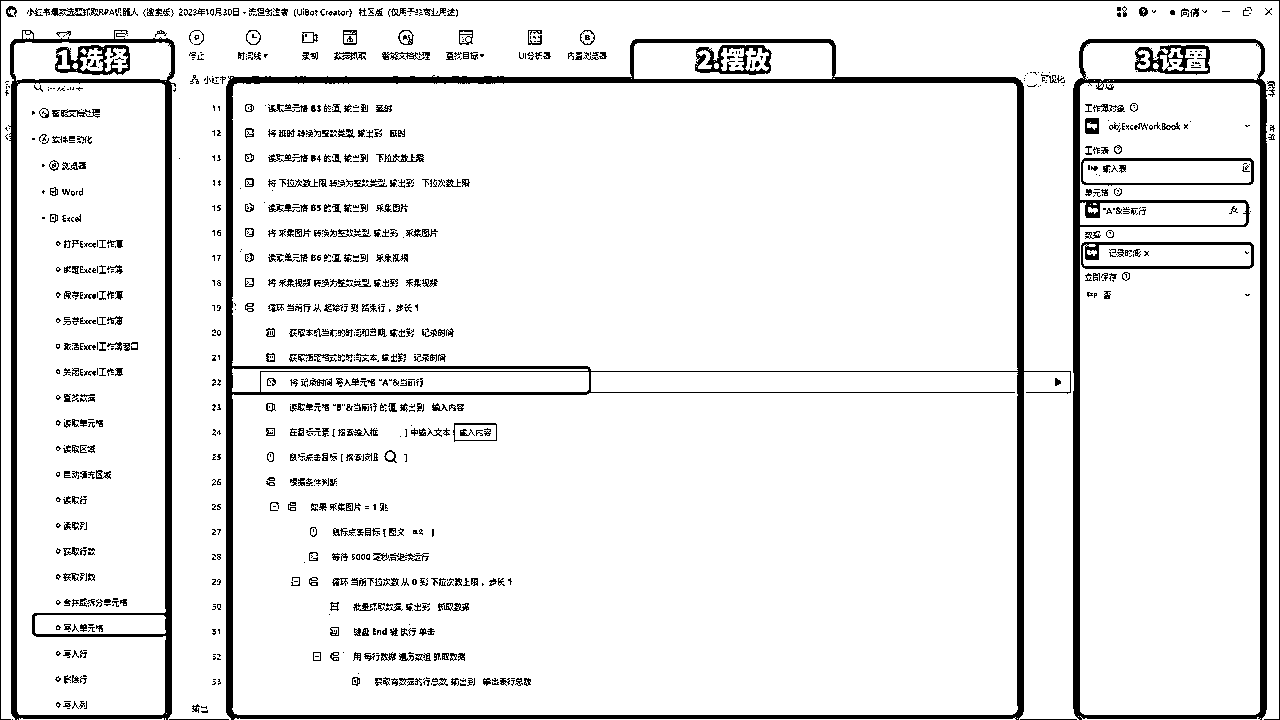 小红书爆款选题抓取RPA机器人（搜索版）2023年10月30日 - 流程创造者（UiBot Creator）社区版（仅用于非商业用途）
停止
时间线
录制
数据抓取
智能文档处理
查找目标
UI分析器
内置浏览器
1.选择
2.摆放
3.设置
可视化
智能文档处理
软件自动化
浏览器
Word
Excel
打开Excel工作簿
绑定Excel工作簿
保存Excel工作簿
另存Excel工作簿
激活Excel工作簿窗口
关闭Excel工作簿
查找数据
读取单元格
读取区域
自动填充区域
读取行
读取列
获取行数
获取列数
合并或拆分单元格
写入单元格
写入行
删除行
写入列
11 读取单元格 B3 的值, 输出到 延时
12 将 延时 转换为整数类型, 输出到 延时
13 读取单元格 B4 的值, 输出到 下拉次数上限
14 将 下拉次数上限 转换为整数类型, 输出到 下拉次数上限
15 读取单元格 B5 的值, 输出到 采集图片
16 将 采集图片 转换为整数类型, 输出到 采集图片
17 读取单元格 B6 的值, 输出到 采集视频
18 将 采集视频 转换为整数类型, 输出到 采集视频
19 循环 当前行 从 起始行 到 结束行 , 步长 1
20 获取本机当前的时间和日期, 输出到 记录时间
21 获取指定格式的时间文本, 输出到 记录时间
22 将 记录时间 写入单元格 "A"&当前行
23 读取单元格 "B"&当前行 的值, 输出到 输入内容
24 在目标元素 [ 搜索输入框 ] 中输入文本 输入内容
25 鼠标点击目标 [ 搜索按钮 ]
26 根据条件判断
如果 采集图片 = 1 则
27 鼠标点击目标 [ 图文 ]
28 等待 5000 毫秒后继续运行
29 循环 当前下拉次数 从 0 到 下拉次数上限 , 步长 1
30 批量抓取数据, 输出到 抓取数据
31 键盘 End 键 执行 单击
32 用 每行数据 遍历数组 抓取数据
33 获取有数据的行总数, 输出到 输出表行总数
输出
必选
工作簿对象
objExcelWorkBook ×
工作表
Exp 输入表
单元格
"A"&当前行
数据
记录时间 ×
立即保存
Exp 否